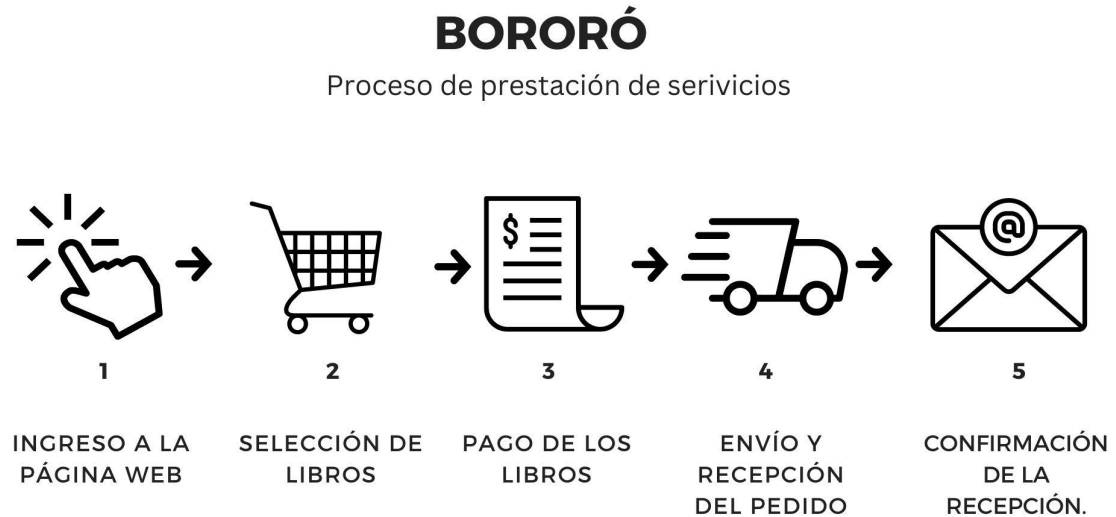 BORORÓ
Proceso de prestación de serivicios
$
@
1
2
3
4
5
INGRESO A LA
PÁGINA WEB
SELECCIÓN DE
LIBROS
PAGO DE LOS
LIBROS
ENVÍO Y
RECEPCIÓN
DEL PEDIDO
CONFIRMACIÓN
DE LA
RECEPCIÓN.